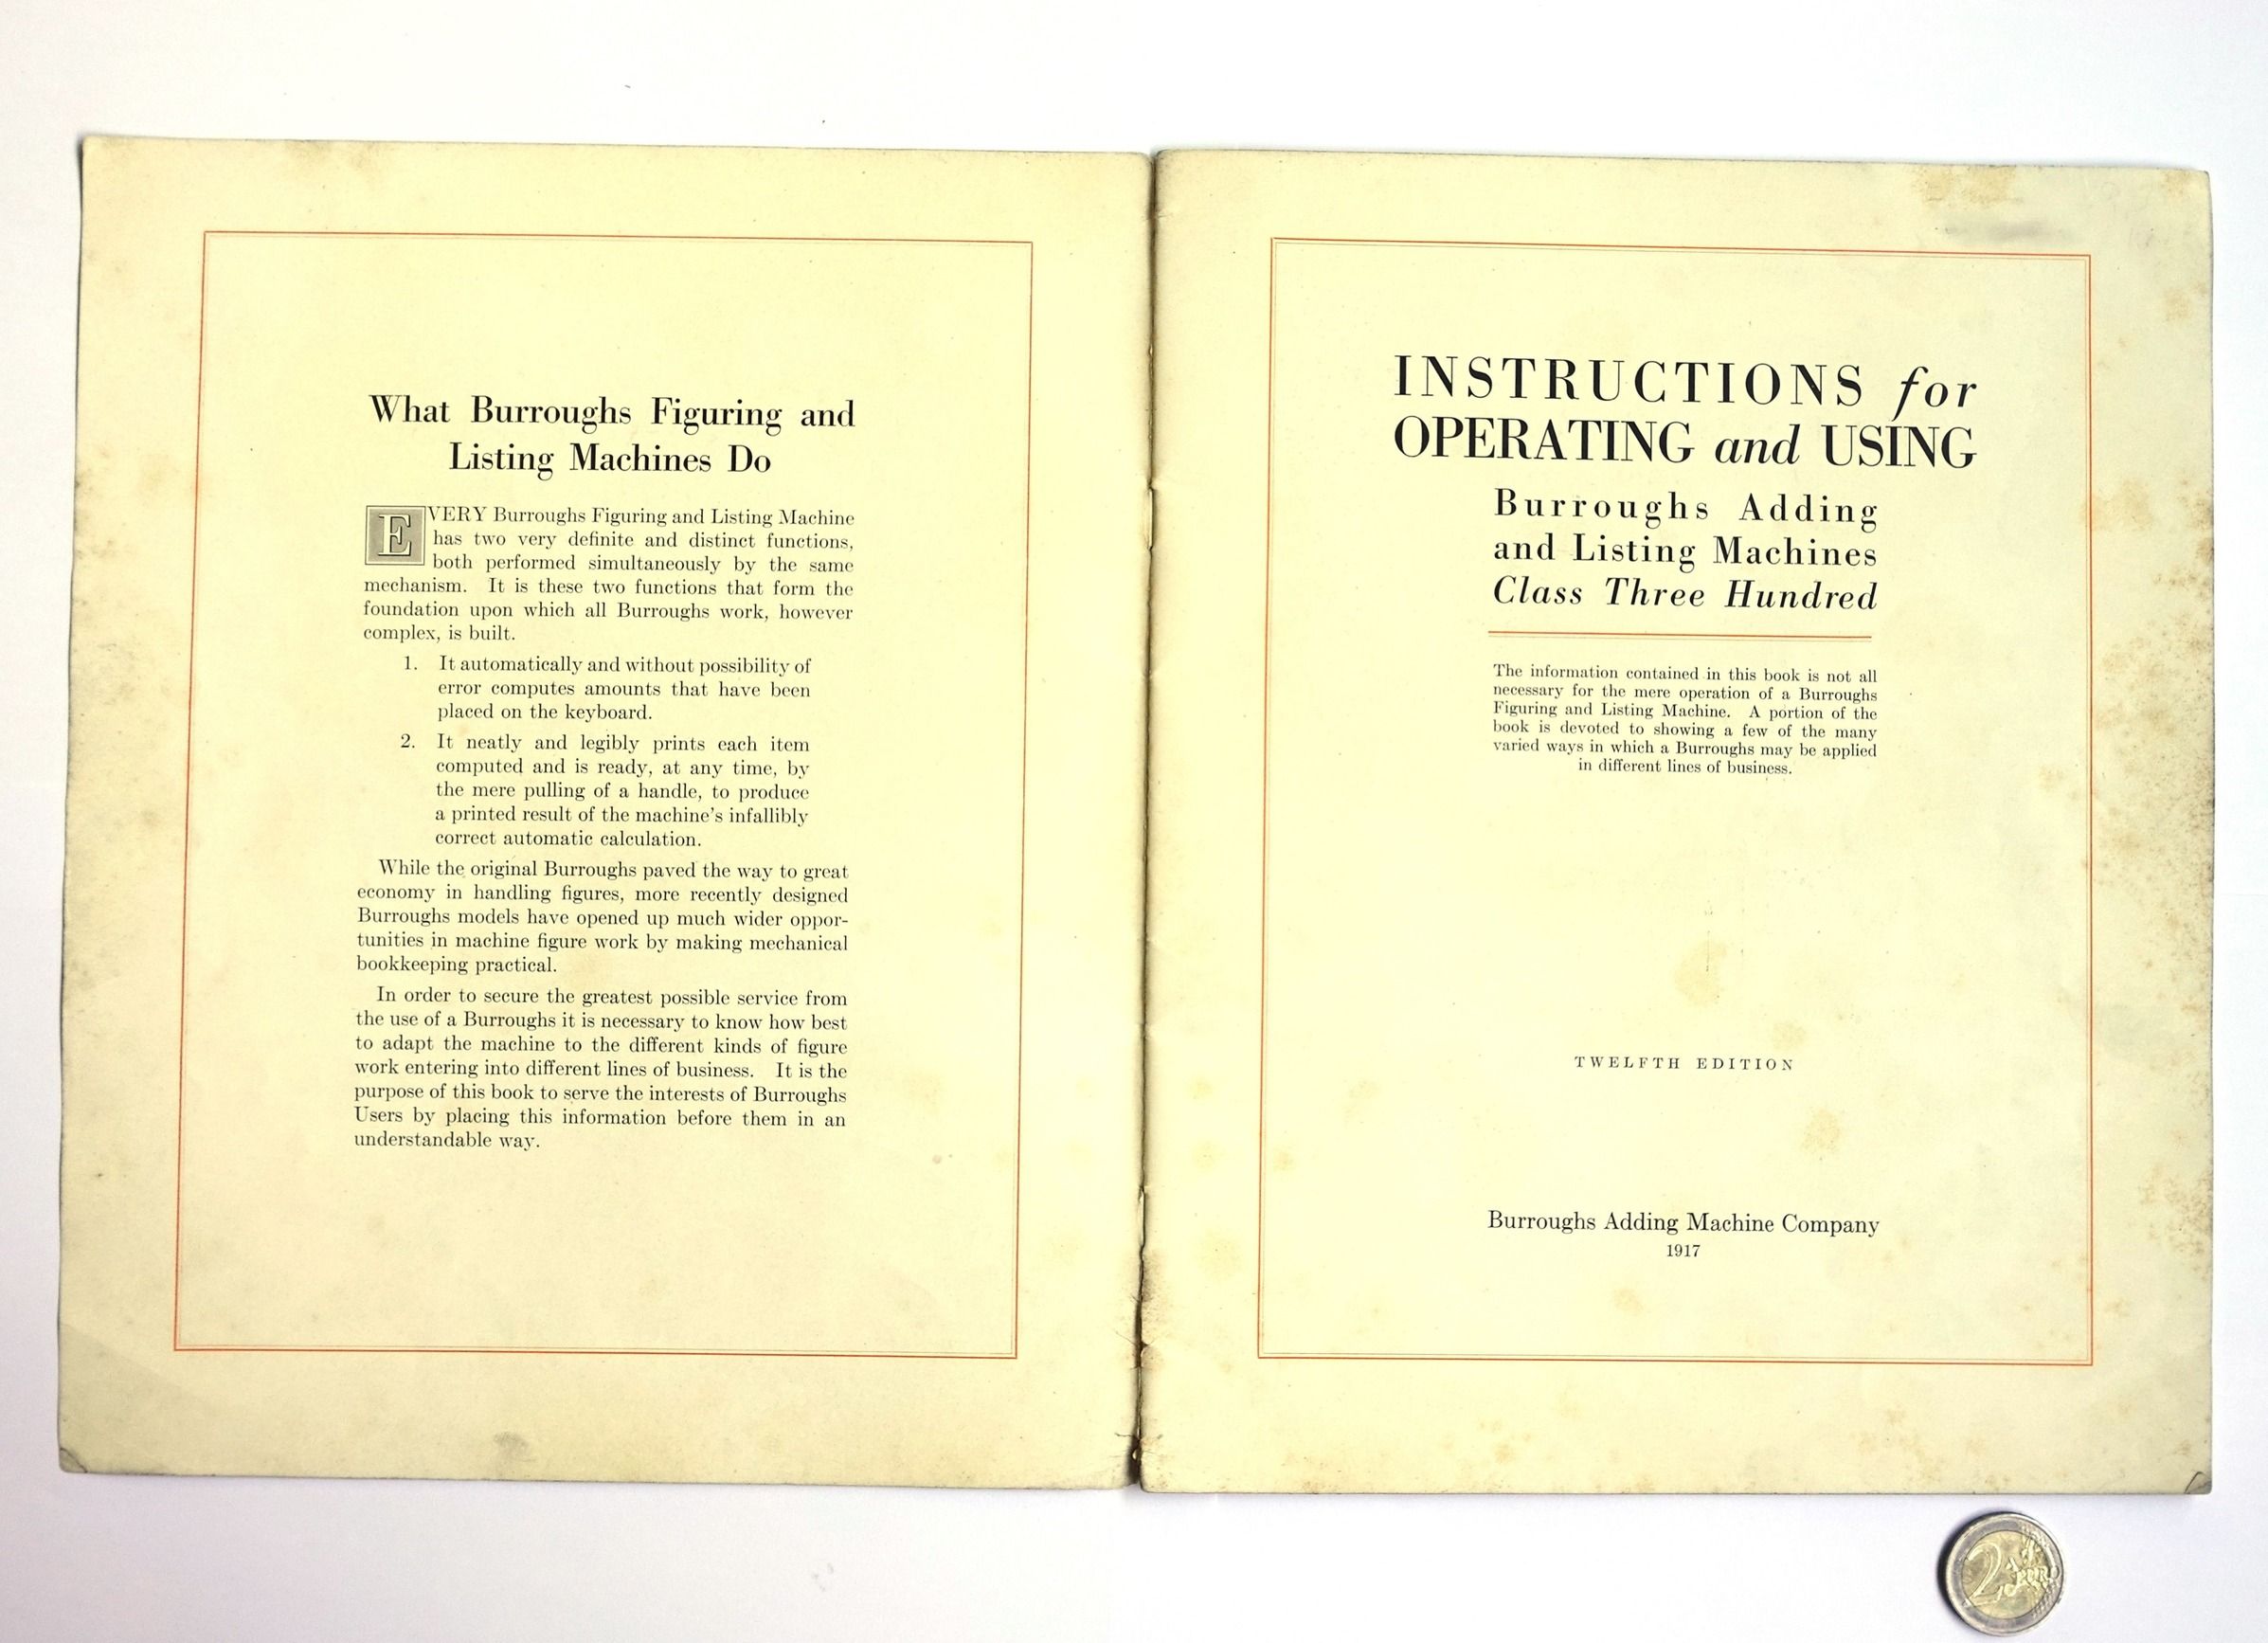 What Burroughs Figuring and
Listing Machines Do
EVERY Burroughs Figuring and Listing Machine
has two very definite and distinct functions,
both performed simultaneously by the same
mechanism. It is these two functions that form the
foundation upon which all Burroughs work, however
complex, is built.
1. It automatically and without possibility of
error computes amounts that have been
placed on the keyboard.
2. It neatly and legibly prints each item
computed and is ready, at any time, by
the mere pulling of a handle, to produce
a printed result of the machine's infallibly
correct automatic calculation.
While the original Burroughs paved the way to great
economy in handling figures, more recently designed
Burroughs models have opened up much wider oppor-
tunities in machine figure work by making mechanical
bookkeeping practical.
In order to secure the greatest possible service from
the use of a Burroughs it is necessary to know how best
to adapt the machine to the different kinds of figure
work entering into different lines of business. It is the
purpose of this book to serve the interests of Burroughs
Users by placing this information before them in an
understandable way.
INSTRUCTIONS for
OPERATING and USING
Burroughs Adding
and Listing Machines
Class Three Hundred
The information contained in this book is not all
necessary for the mere operation of a Burroughs
Figuring and Listing Machine. A portion of the
book is devoted to showing a few of the many
varied ways in which a Burroughs may be applied
in different lines of business.
TWELFTH EDITION
Burroughs Adding Machine Company
1917
2 EURO